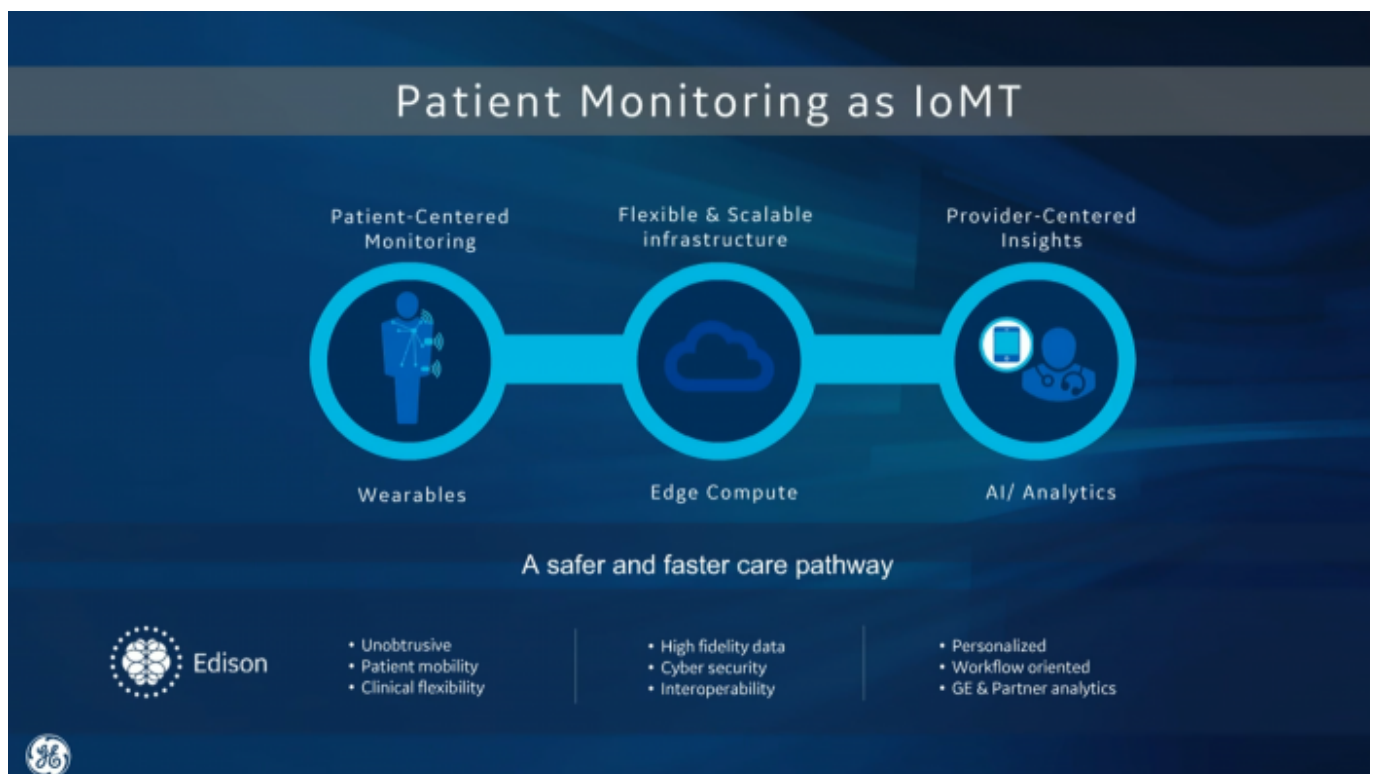 Patient Monitoring as IoMT
Patient-Centered
Monitoring
Flexible & Scalable
infrastructure
Provider-Centered
Insights
Wearables
Edge Compute
AI/ Analytics
A safer and faster care pathway
Edison
• Unobtrusive
• Patient mobility
• Clinical flexibility
• High fidelity data
• Cyber security
• Interoperability
• Personalized
• Workflow oriented
• GE & Partner analytics
GE